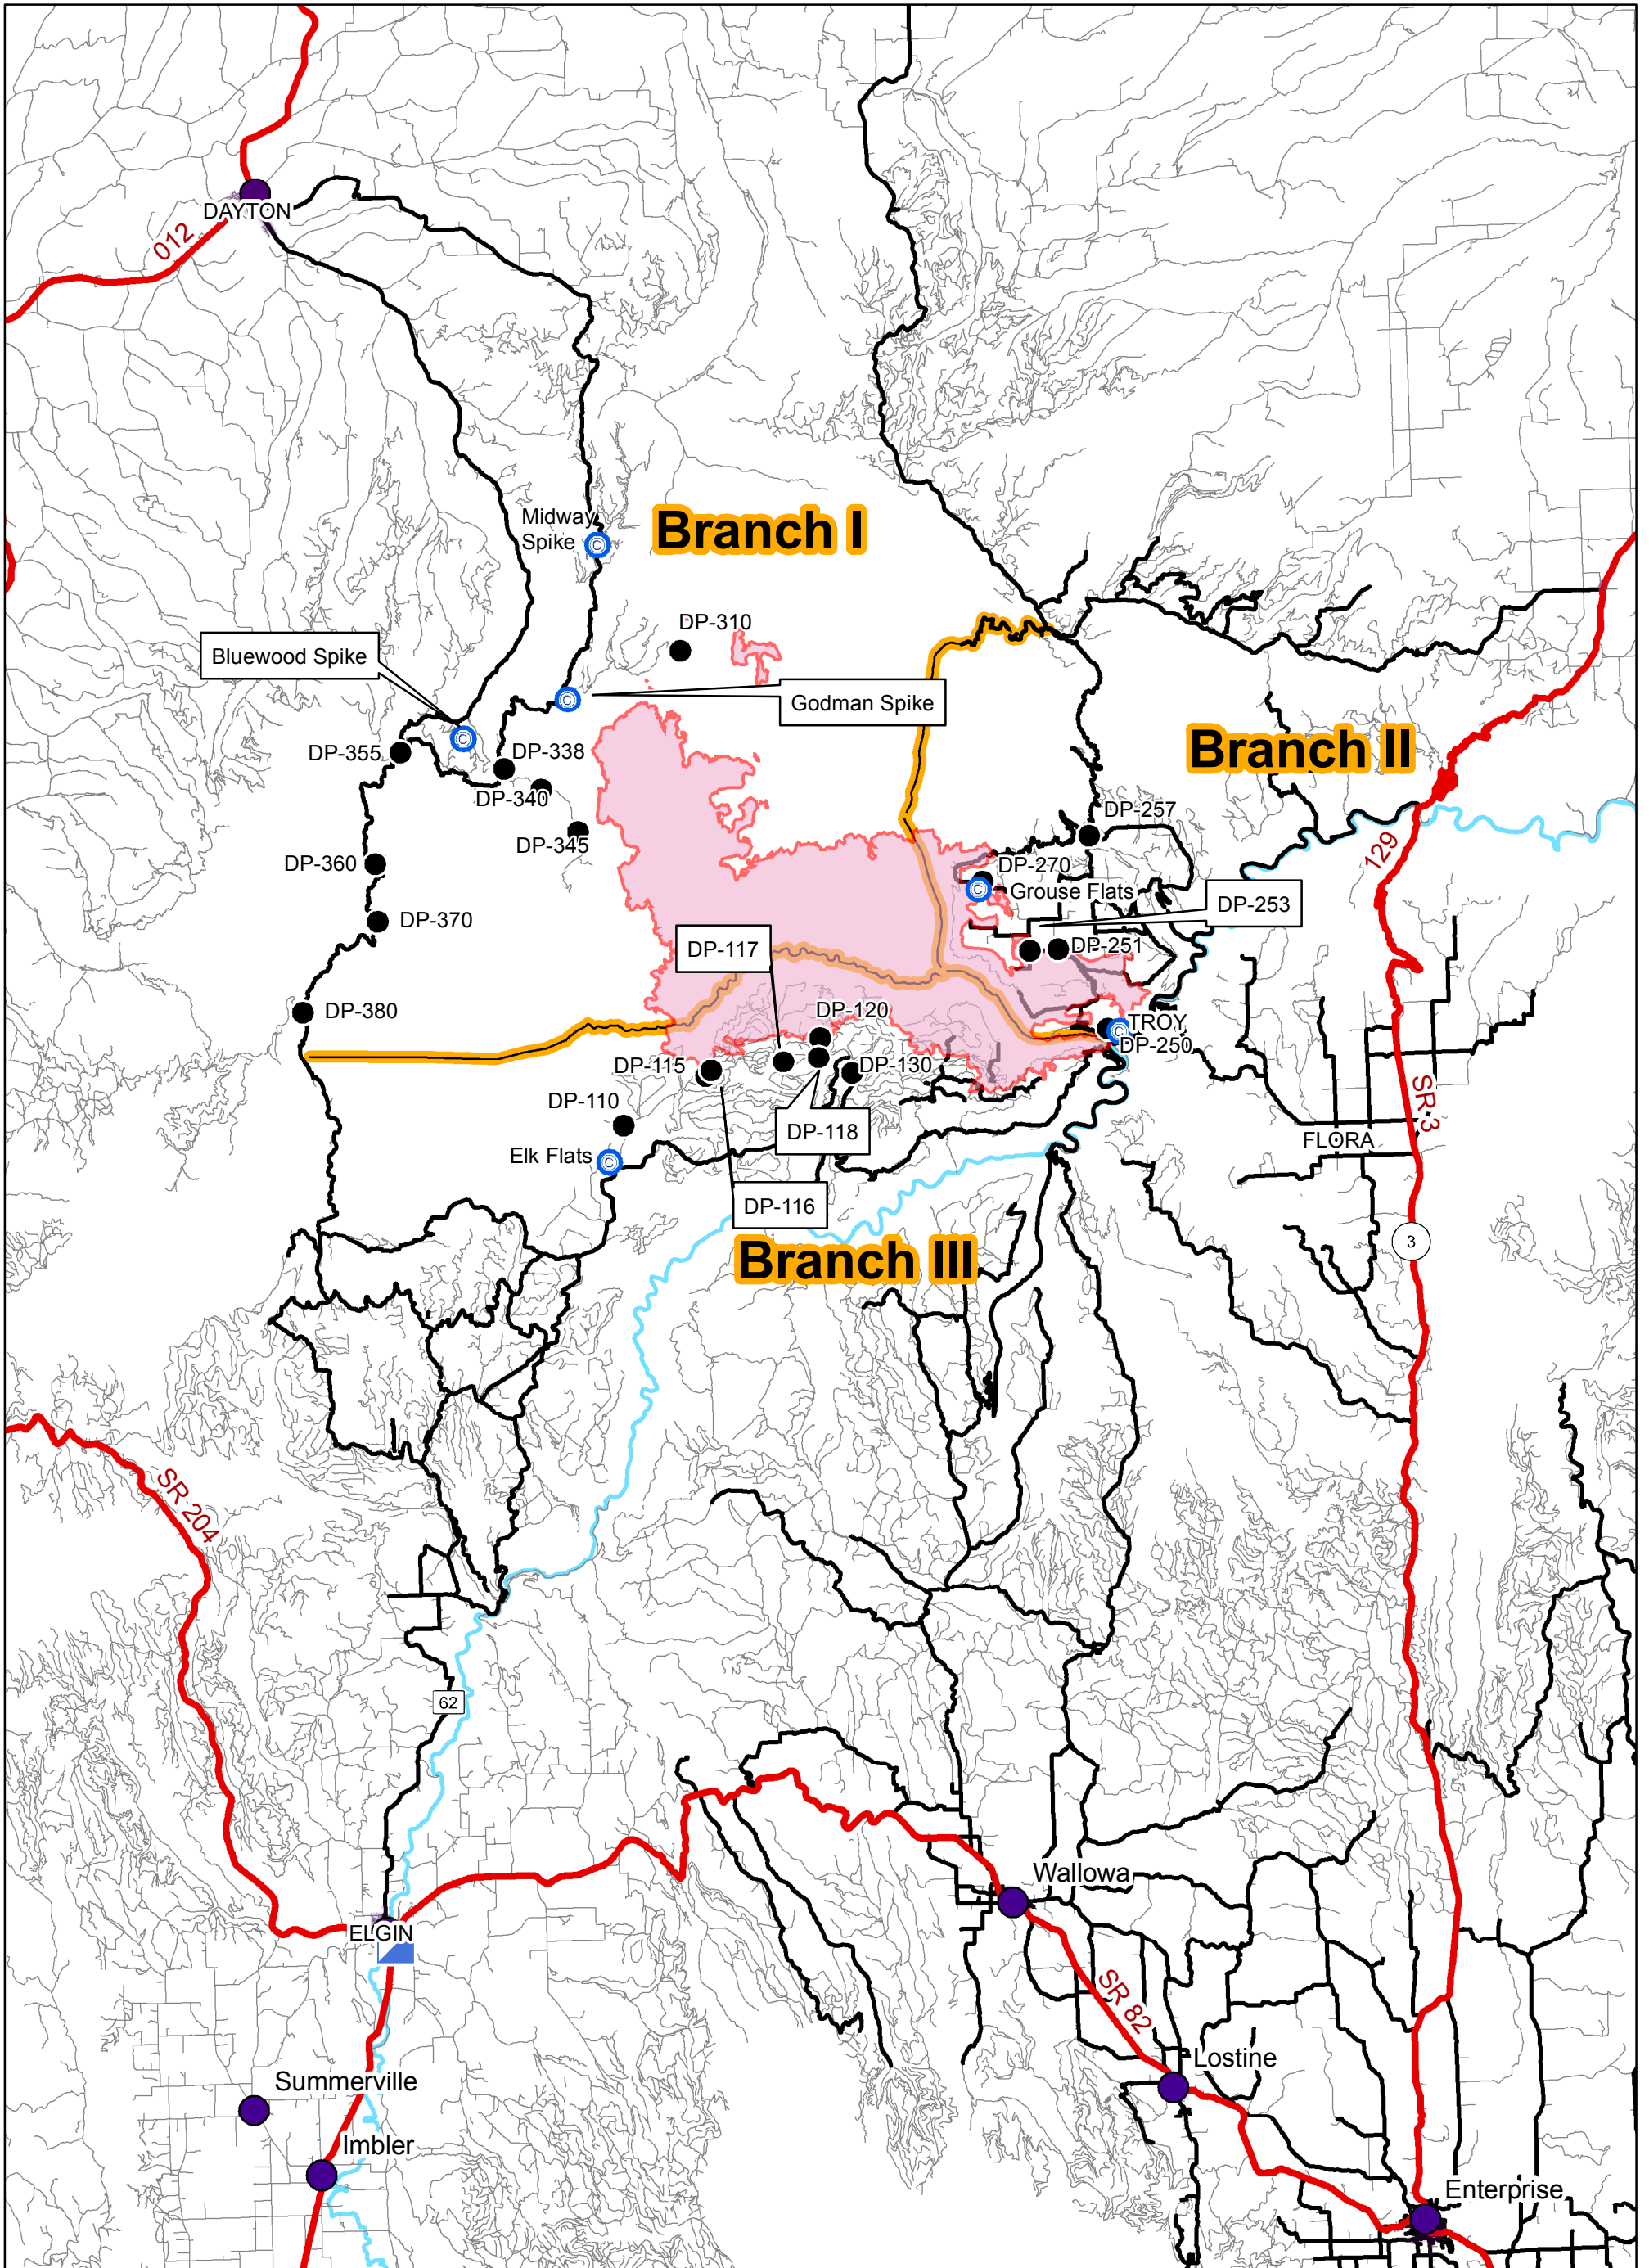 DAYTON
012
Midway
Spike
Branch I
DP-310
Bluewood Spike
Godman Spike
Branch II
DP-355
DP-338
DP-340
DP-345
DP-257
129
DP-360
DP-270
Grouse Flats
DP-253
DP-370
DP-117
DP-251
DP-380
DP-120
TROY
DP-250
DP-115
DP-130
SR 3
DP-110
DP-118
FLORA
Elk Flats
DP-116
Branch III
3
SR 204
62
Wallowa
ELGIN
SR 82
Lostine
Summerville
Imbler
Enterprise